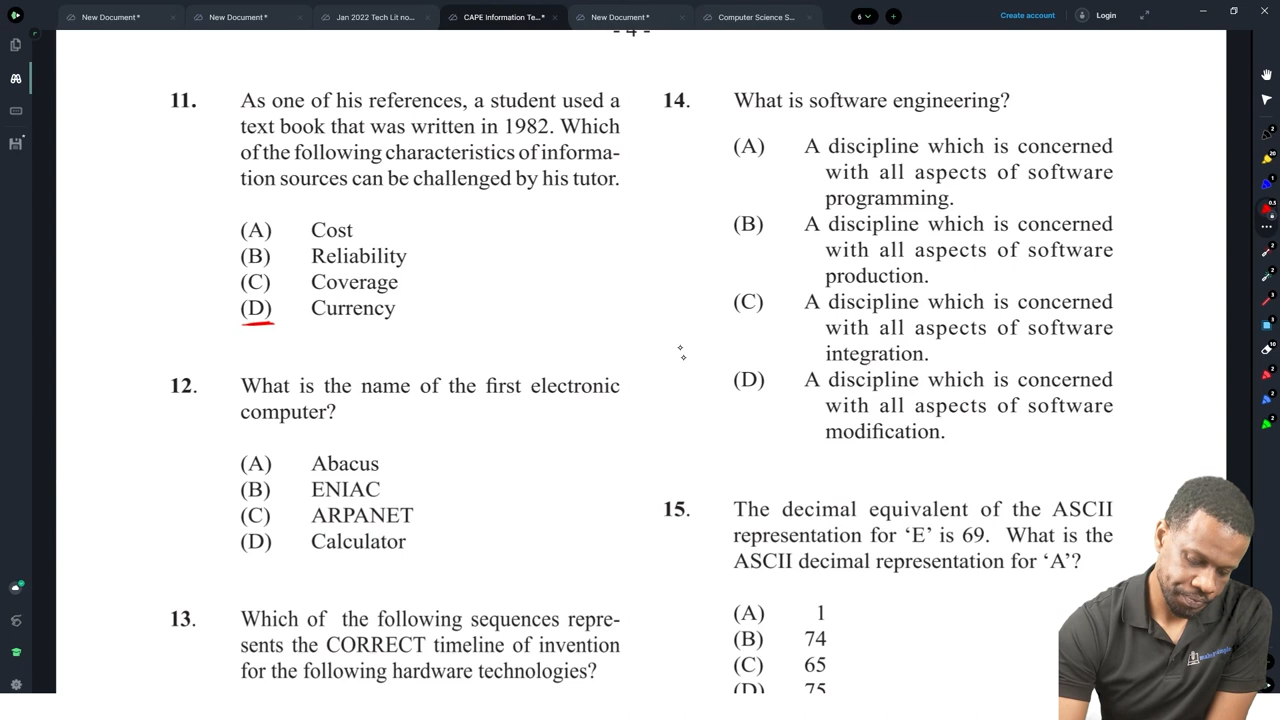 New Document*
New Document*
Jan 2022 Tech Lit no...
CAPE Information Te...*
New Document*
Computer Science S...
6
Create account
Login
- 4 -
11. As one of his references, a student used a
text book that was written in 1982. Which
of the following characteristics of informa-
tion sources can be challenged by his tutor.
(A) Cost
(B) Reliability
(C) Coverage
(D) Currency
12. What is the name of the first electronic
computer?
(A) Abacus
(B) ENIAC
(C) ARPANET
(D) Calculator
13. Which of the following sequences repre-
sents the CORRECT timeline of invention
for the following hardware technologies?
14. What is software engineering?
(A) A discipline which is concerned
with all aspects of software
programming.
(B) A discipline which is concerned
with all aspects of software
production.
(C) A discipline which is concerned
with all aspects of software
integration.
(D) A discipline which is concerned
with all aspects of software
modification.
15. The decimal equivalent of the ASCII
representation for ‘E’ is 69. What is the
ASCII decimal representation for ‘A’?
(A) 1
(B) 74
(C) 65
(D) 75